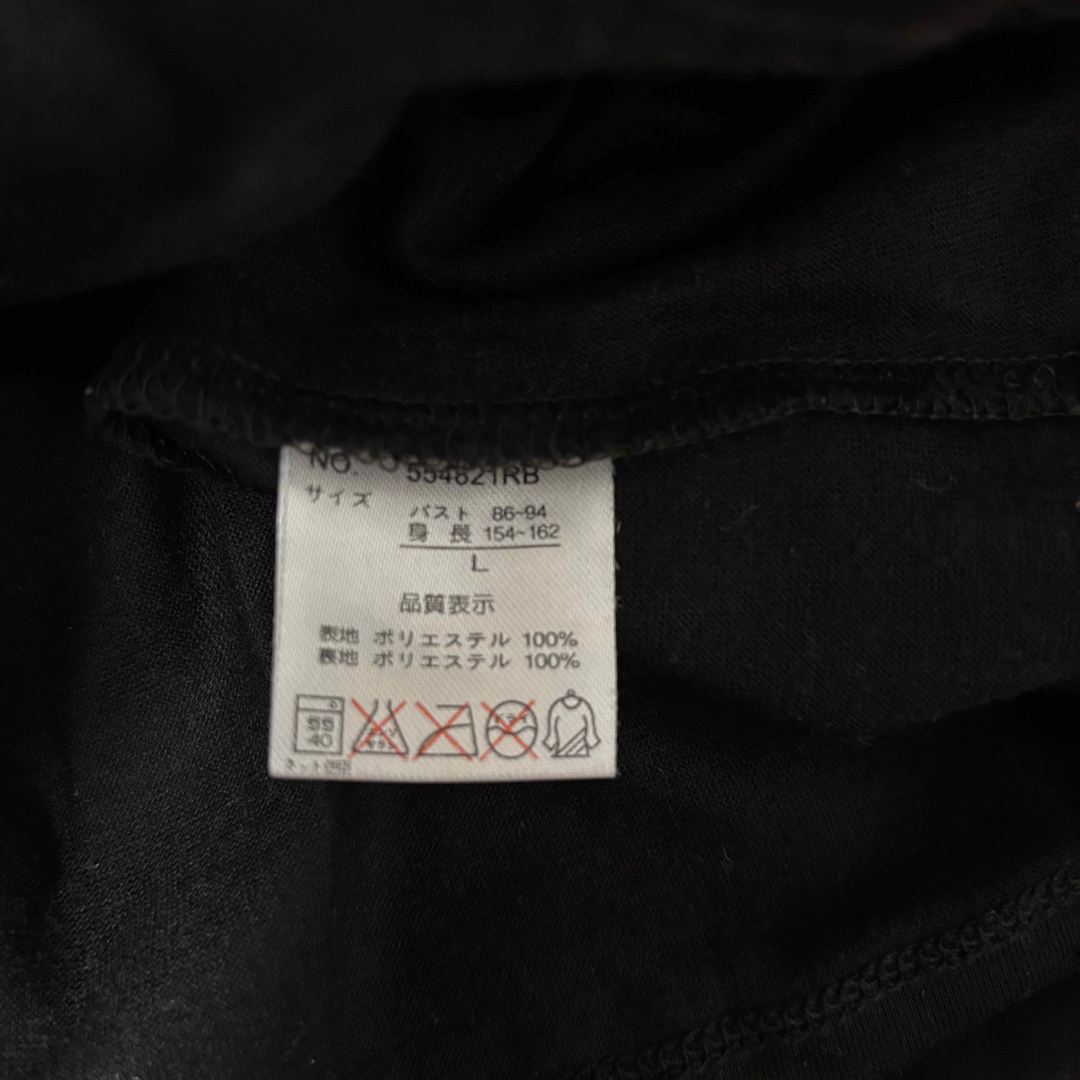 NO. 554821RB
サイズ
バスト 86~94
身 長 154~162
L
品質表示
表地 ポリエステル 100%
裏地 ポリエステル 100%
40